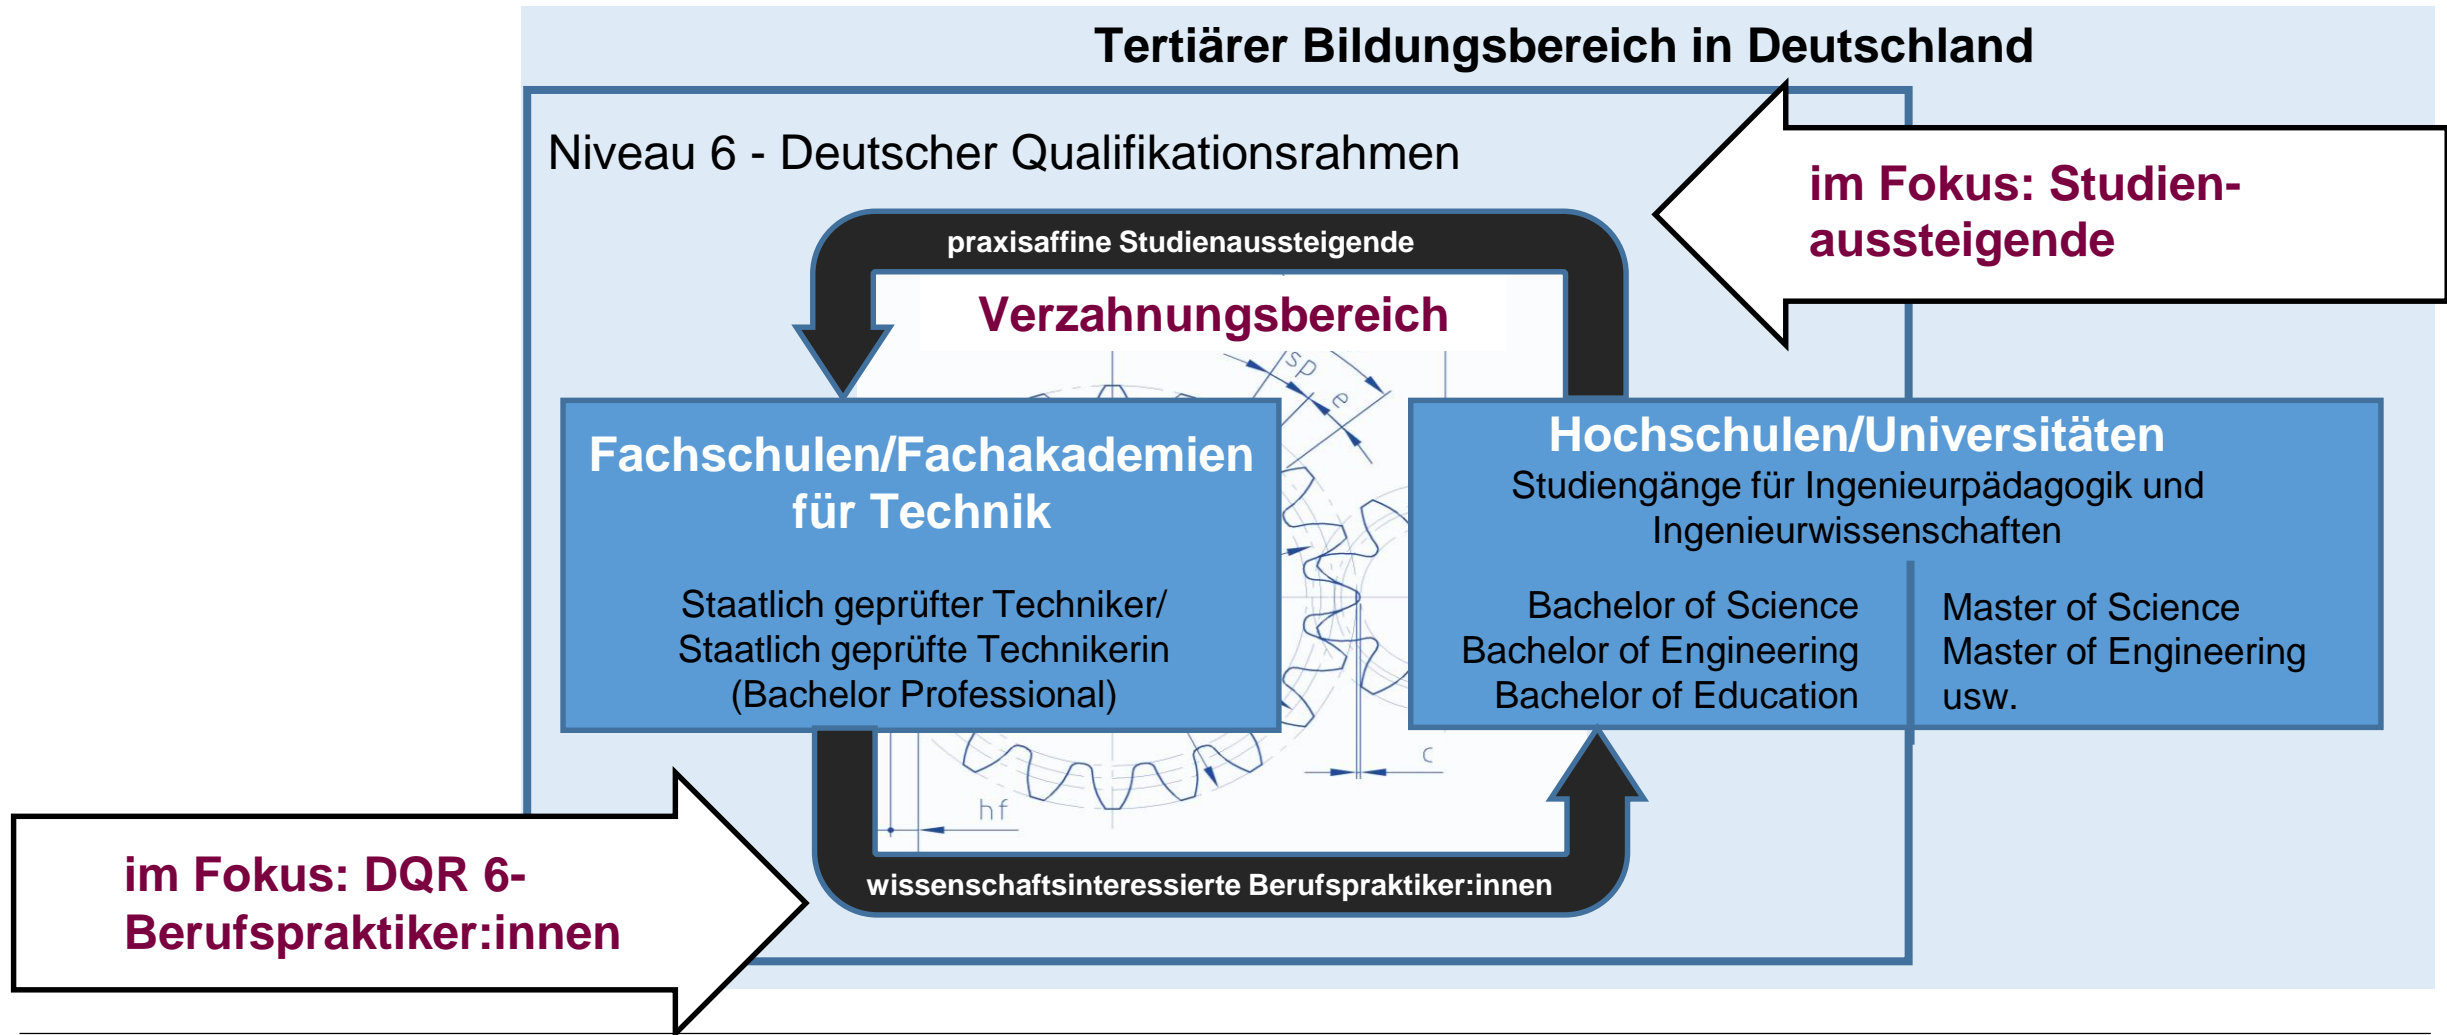 Tertiärer Bildungsbereich in Deutschland
Niveau 6 - Deutscher Qualifikationsrahmen
im Fokus: Studien-
aussteigende
praxisaffine Studienaussteigende
Verzahnungsbereich
sp
e
Fachschulen/Fachakademien
für Technik
Staatlich geprüfter Techniker/
Staatlich geprüfte Technikerin
(Bachelor Professional)
Hochschulen/Universitäten
Studiengänge für Ingenieurpädagogik und
Ingenieurwissenschaften
Bachelor of Science
Bachelor of Engineering
Bachelor of Education
Master of Science
Master of Engineering
usw.
c
hf
wissenschaftsinteressierte Berufspraktiker:innen
im Fokus: DQR 6-
Berufspraktiker:innen